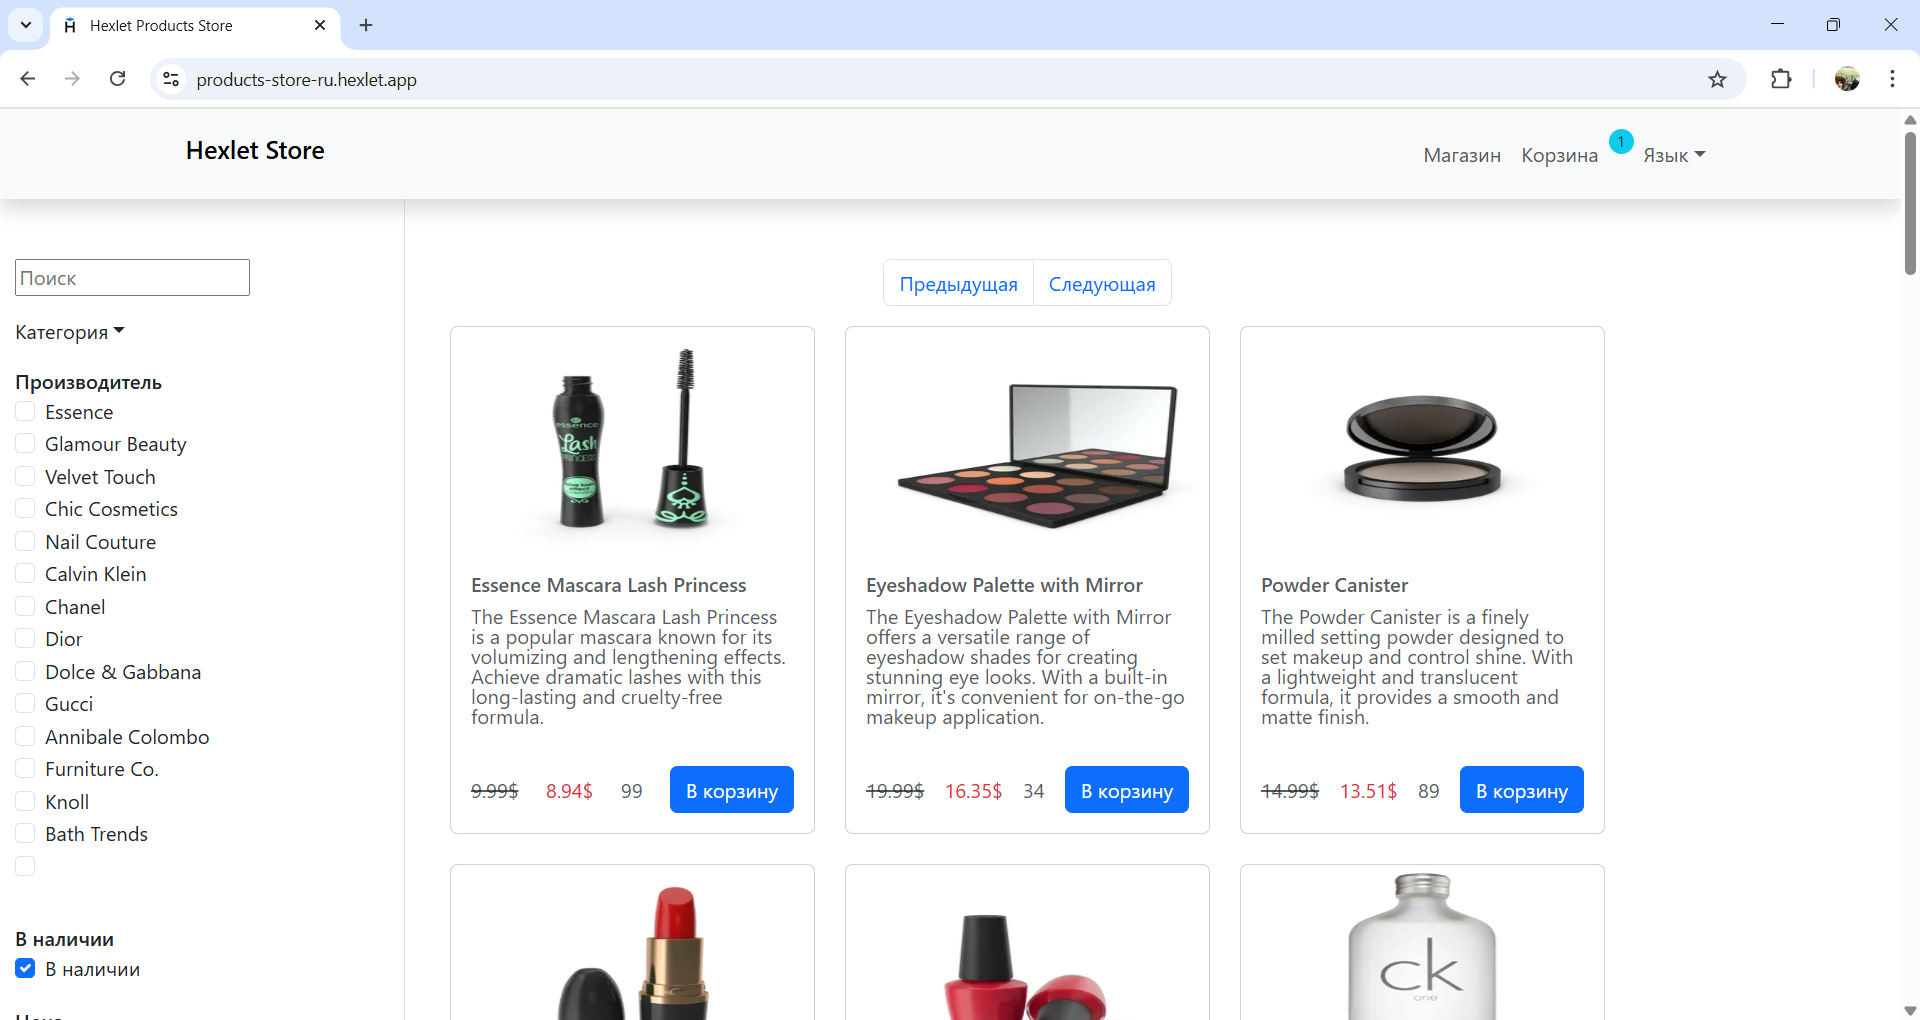 Hexlet Products Store
products-store-ru.hexlet.app
Hexlet Store
Магазин Корзина 1 Язык
Поиск
Категория
Производитель
Essence
Glamour Beauty
Velvet Touch
Chic Cosmetics
Nail Couture
Calvin Klein
Chanel
Dior
Dolce & Gabbana
Gucci
Annibale Colombo
Furniture Co.
Knoll
Bath Trends
В наличии
В наличии
Предыдущая Следующая
essence
Lash
PRINCESS
Essence Mascara Lash Princess
The Essence Mascara Lash Princess
is a popular mascara known for its
volumizing and lengthening effects.
Achieve dramatic lashes with this
long-lasting and cruelty-free
formula.
9.99$ 8.94$ 99 В корзину
Eyeshadow Palette with Mirror
The Eyeshadow Palette with Mirror
offers a versatile range of
eyeshadow shades for creating
stunning eye looks. With a built-in
mirror, it's convenient for on-the-go
makeup application.
19.99$ 16.35$ 34 В корзину
Powder Canister
The Powder Canister is a finely
milled setting powder designed to
set makeup and control shine. With
a lightweight and translucent
formula, it provides a smooth and
matte finish.
14.99$ 13.51$ 89 В корзину
ck
one